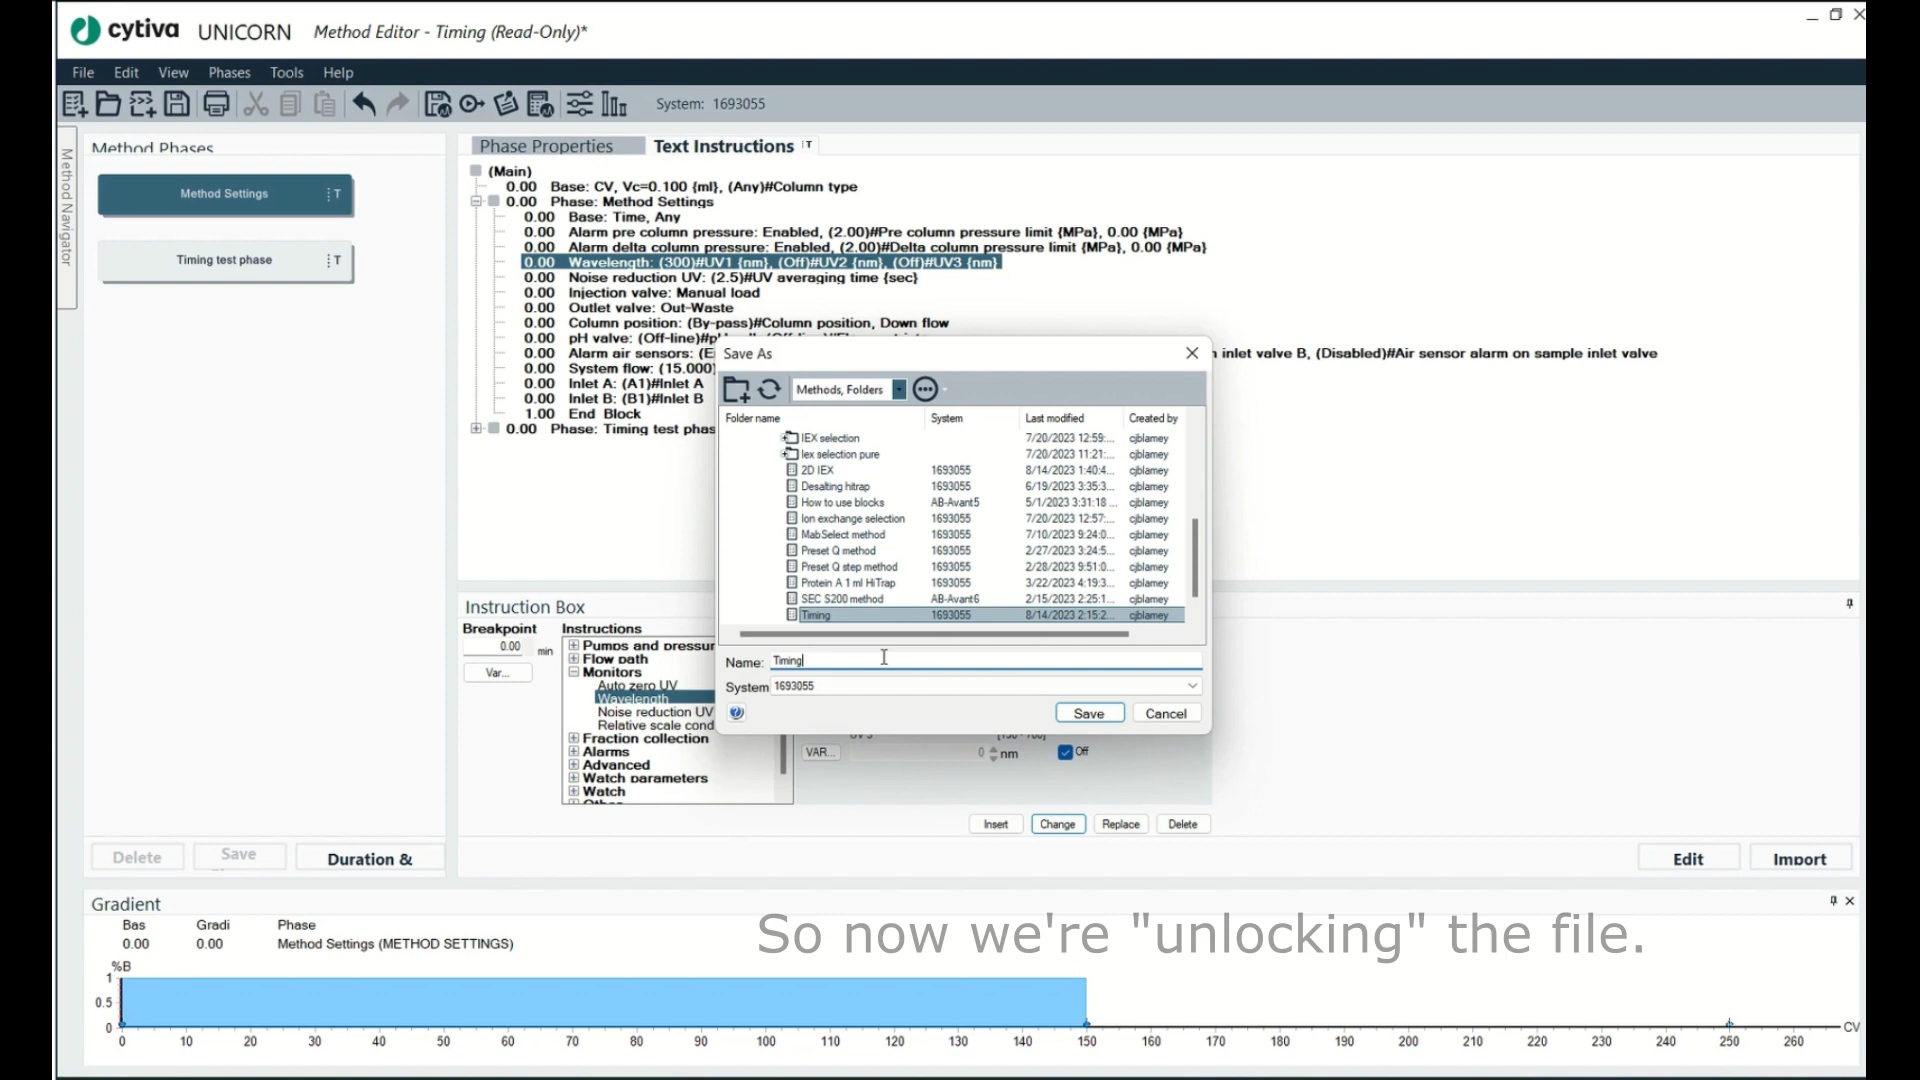 cytiva UNICORN Method Editor - Timing (Read-Only)*
File Edit View Phases Tools Help
System: 1693055
Method Navigator
Method Phases
Method Settings T
Timing test phase T
Phase Properties Text Instructions T
(Main)
0.00 Base: CV, Vc=0.100 {ml}, (Any)#Column type
0.00 Phase: Method Settings
0.00 Base: Time, Any
0.00 Alarm pre column pressure: Enabled, (2.00)#Pre column pressure limit {MPa}, 0.00 {MPa}
0.00 Alarm delta column pressure: Enabled, (2.00)#Delta column pressure limit {MPa}, 0.00 {MPa}
0.00 Wavelength: (300)#UV1 {nm}, (Off)#UV2 {nm}, (Off)#UV3 {nm}
0.00 Noise reduction UV: (2.5)#UV averaging time {sec}
0.00 Injection valve: Manual load
0.00 Outlet valve: Out-Waste
0.00 Column position: (By-pass)#Column position, Down flow
0.00 pH valve: (Off-line)#p
0.00 Alarm air sensors: (E inlet valve B, (Disabled)#Air sensor alarm on sample inlet valve
0.00 System flow: (15.000)
0.00 Inlet A: (A1)#Inlet A
0.00 Inlet B: (B1)#Inlet B
1.00 End Block
0.00 Phase: Timing test phas
Save As
Methods, Folders
Folder name System Last modified Created by
IEX selection 7/20/2023 12:59:... cjblamey
Iex selection pure 7/20/2023 11:21:... cjblamey
2D IEX 1693055 8/14/2023 1:40:4... cjblamey
Desalting hitrap 1693055 6/19/2023 3:35:3... cjblamey
How to use blocks AB-Avant5 5/1/2023 3:31:18 ... cjblamey
Ion exchange selection 1693055 7/20/2023 12:57:... cjblamey
MabSelect method 1693055 7/10/2023 9:24:0... cjblamey
Preset Q method 1693055 2/27/2023 3:24:5... cjblamey
Preset Q step method 1693055 2/28/2023 9:51:0... cjblamey
Protein A 1 ml HiTrap 1693055 3/22/2023 4:19:3... cjblamey
SEC S200 method AB-Avant6 2/15/2023 2:25:1... cjblamey
Timing 1693055 8/14/2023 2:15:2... cjblamey
Name: Timing
System 1693055
Save Cancel
Instruction Box
Breakpoint Instructions
0.00 min
Var...
Pumps and pressur
Flow path
Monitors
Auto zero UV
Wavelength
Noise reduction UV
Relative scale cond
Fraction collection
Alarms
Advanced
Watch parameters
Watch
Other
VAR... 0 nm Off
Insert Change Replace Delete
Delete Save Duration & Edit Import
Gradient
Bas Gradi Phase
0.00 0.00 Method Settings (METHOD SETTINGS)
So now we're "unlocking" the file.
%B
1
0.5
0
CV
0 10 20 30 40 50 60 70 80 90 100 110 120 130 140 150 160 170 180 190 200 210 220 230 240 250 260